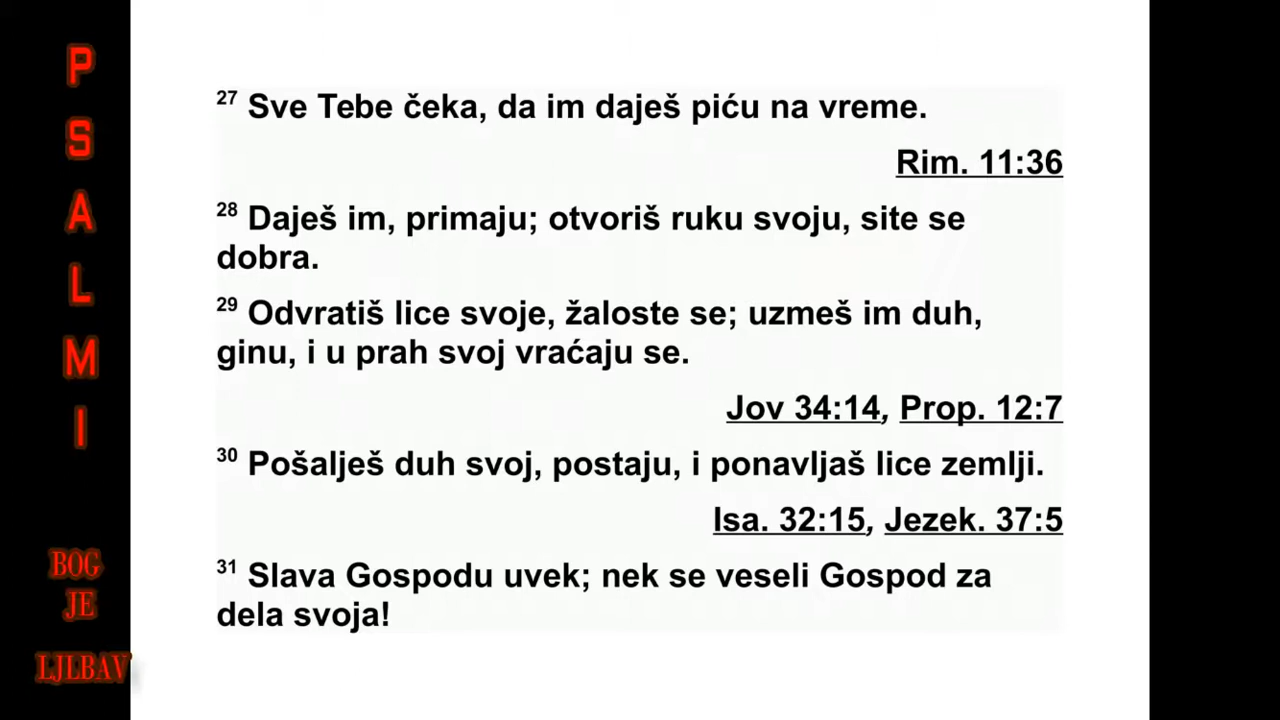 P
S
A
L
M
I
BOG
JE
LJLBAV
27 Sve Tebe čeka, da im daješ piću na vreme.
Rim. 11:36
28 Daješ im, primaju; otvoriš ruku svoju, site se
dobra.
29 Odvratiš lice svoje, žaloste se; uzmeš im duh,
ginu, i u prah svoj vraćaju se.
Jov 34:14, Prop. 12:7
30 Pošalješ duh svoj, postaju, i ponavljaš lice zemlji.
Isa. 32:15, Jezek. 37:5
31 Slava Gospodu uvek; nek se veseli Gospod za
dela svoja!